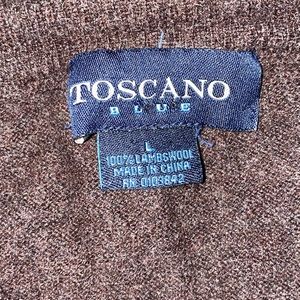 TOSCANO
BLUE
L
100% LAMBSWOOL
MADE IN CHINA
RN 0103842